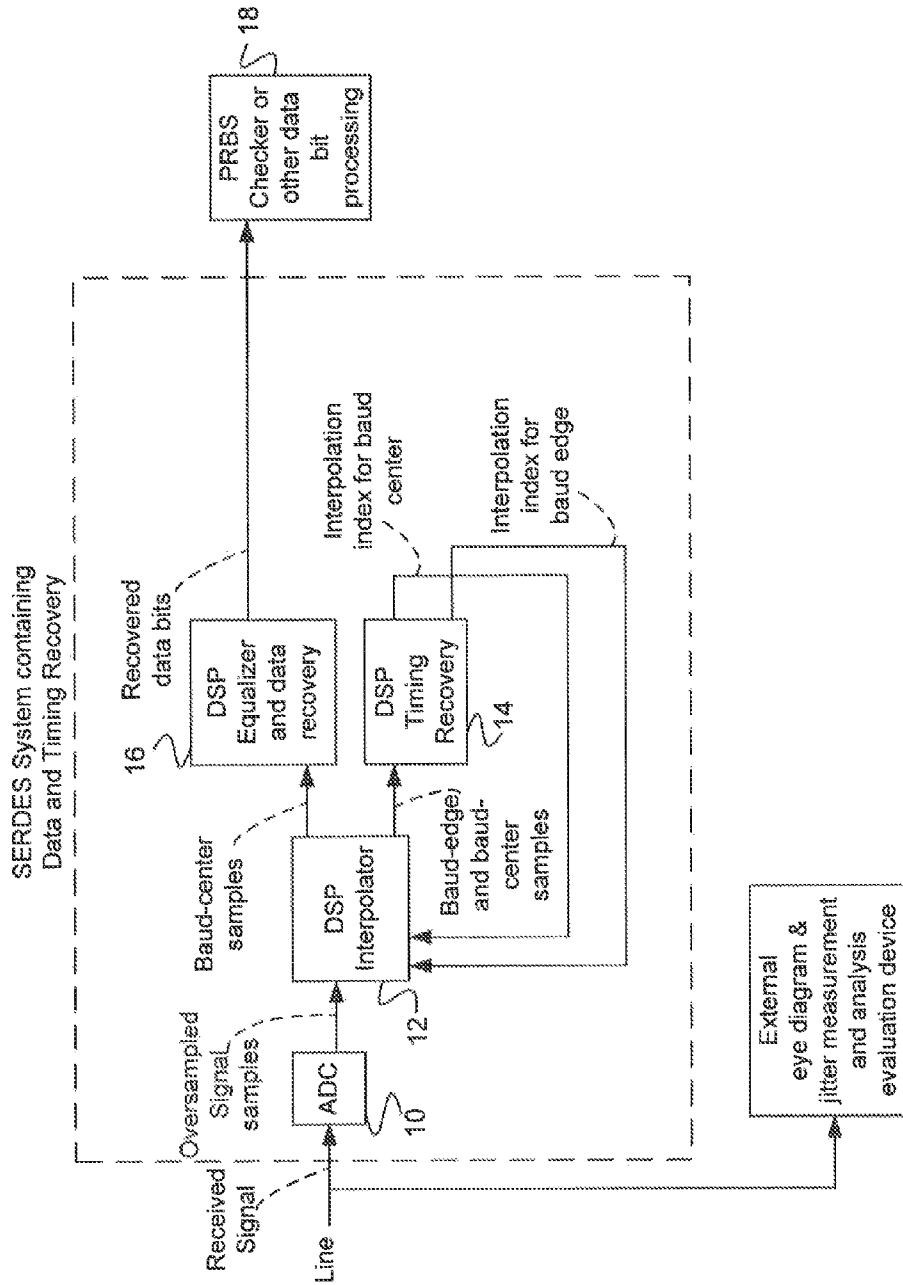 SERDES System containing
Data and Timing Recovery
Line
Received
Signal
ADC
10
Oversampled
Signal
samples
DSP
Interpolator
12
Baud-center
samples
Baud-edge
and baud-
center
samples
DSP
Equalizer
and data
recovery
16
DSP
Timing
Recovery
14
Recovered
data bits
Interpolation
index for baud
center
Interpolation
index for
baud edge
PRBS
Checker or
other data
bit
processing
18
External
eye diagram &
jitter measurement
and analysis
evaluation device